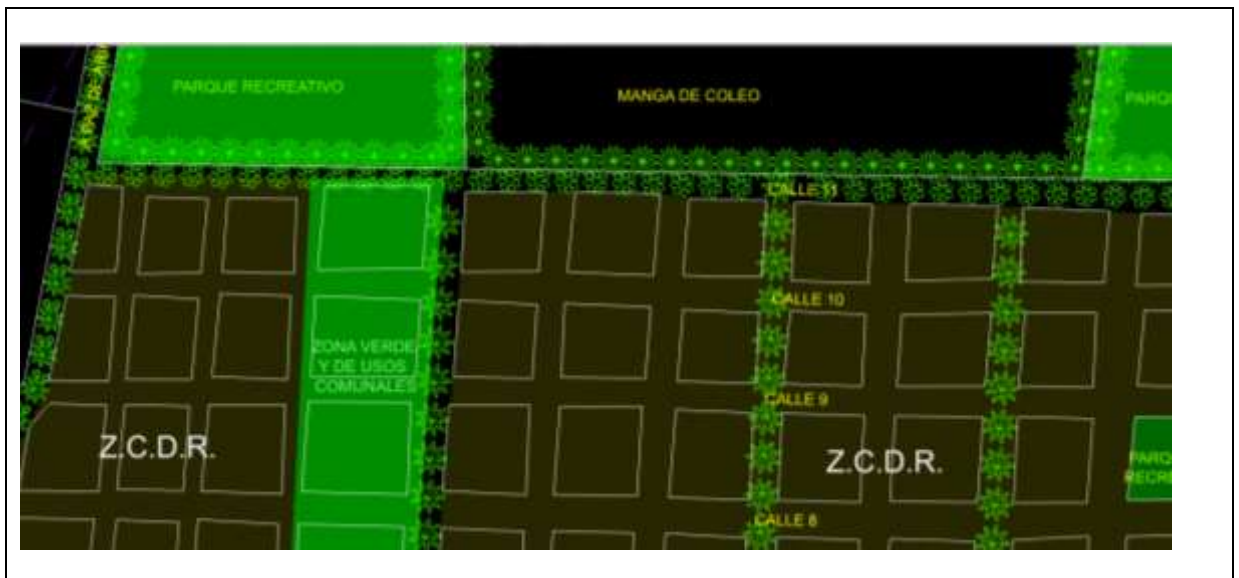 PARQUE RECREATIVO
MANGA DE COLEO
CALLE 11
CALLE 10
ZONA VERDE
Y DE USOS
COMUNALES
CALLE 9
Z.C.D.R.
Z.C.D.R.
CALLE 8